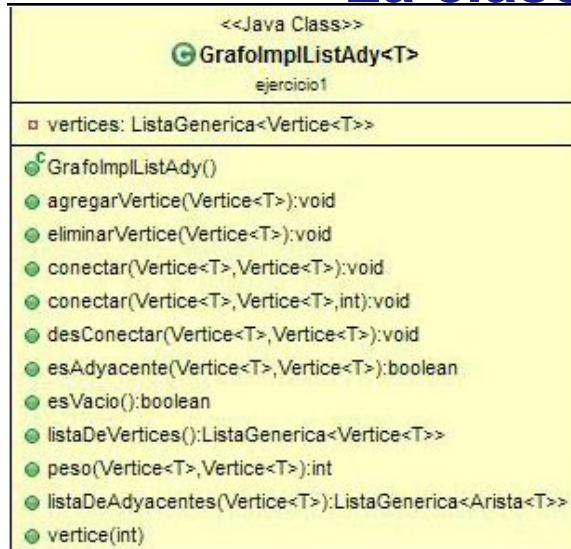 <<Java Class>>
GrafoImplListAdy<T>
ejercicio1
vertices: ListaGenerica<Vertice<T>>
GrafoImplListAdy()
agregarVertice(Vertice<T>):void
eliminarVertice(Vertice<T>):void
conectar(Vertice<T>,Vertice<T>):void
conectar(Vertice<T>,Vertice<T>,int):void
desConectar(Vertice<T>,Vertice<T>):void
esAdyacente(Vertice<T>,Vertice<T>):boolean
esVacio():boolean
listaDeVertices():ListaGenerica<Vertice<T>>
peso(Vertice<T>,Vertice<T>):int
listaDeAdyacentes(Vertice<T>):ListaGenerica<Arista<T>>
vertice(int)